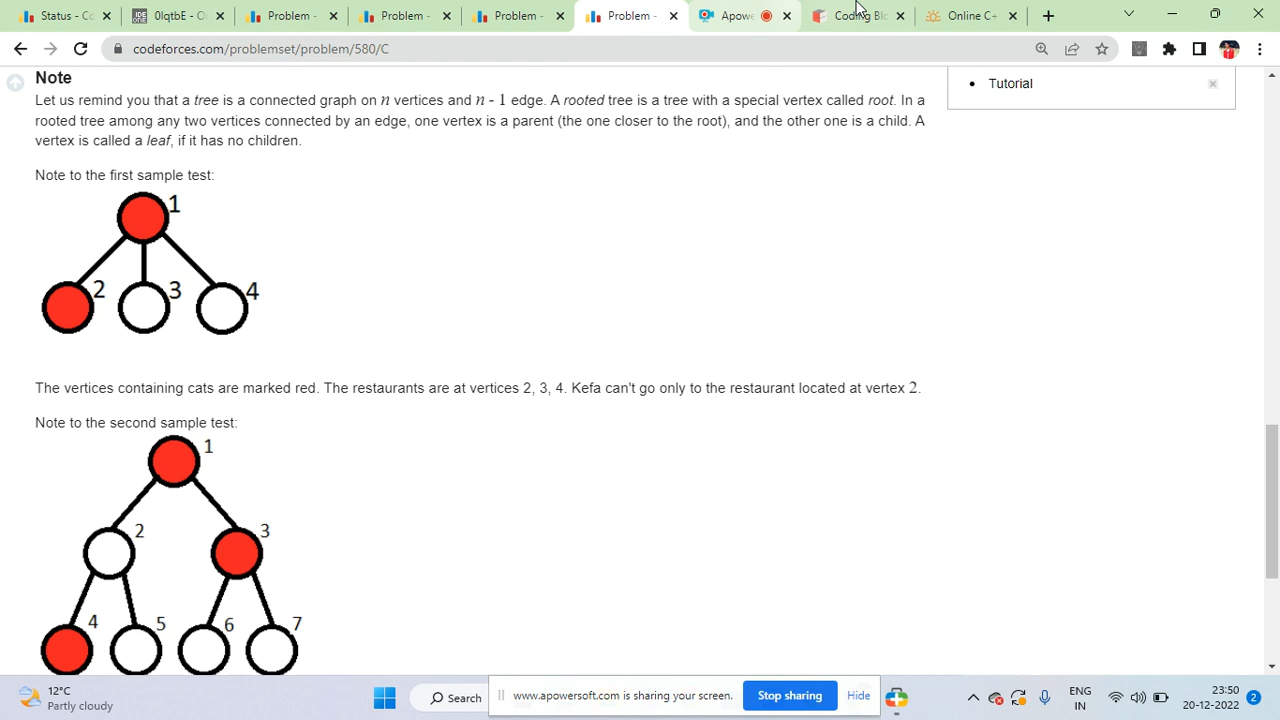 Status - Co
0lqtbE - O
Problem -
Problem -
Problem -
Problem -
Apowe
Coding Blo
Online C+
codeforces.com/problemset/problem/580/C
Note
Let us remind you that a tree is a connected graph on n vertices and n - 1 edge. A rooted tree is a tree with a special vertex called root. In a
rooted tree among any two vertices connected by an edge, one vertex is a parent (the one closer to the root), and the other one is a child. A
vertex is called a leaf, if it has no children.
Tutorial
Note to the first sample test:
1
2
3
4
The vertices containing cats are marked red. The restaurants are at vertices 2, 3, 4. Kefa can't go only to the restaurant located at vertex 2.
Note to the second sample test:
1
2
3
4
5
6
7
12°C
Partly cloudy
Search
www.apowersoft.com is sharing your screen.
Stop sharing
Hide
ENG
IN
23:50
20-12-2022
2